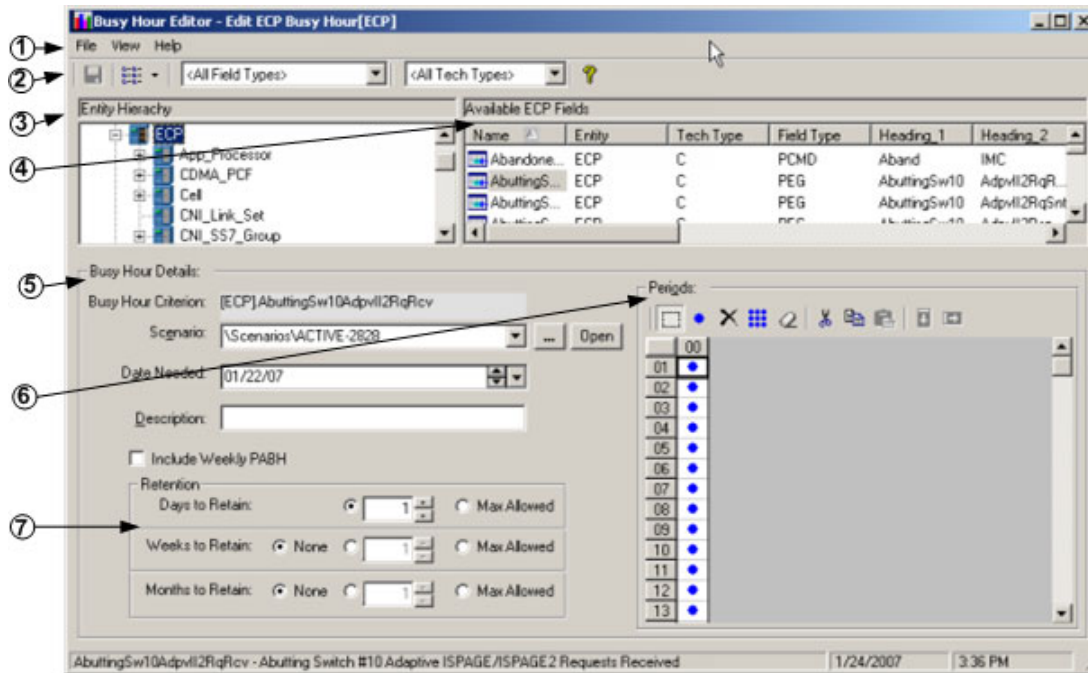 Busy Hour Editor - Edit ECP Busy Hour[ECP]
1
File View Help
2
<All Field Types> <All Tech Types>
3
Entity Hierachy
Available ECP Fields
4
ECP
App_Processor
CDMA_PCF
Cell
CNI_Link_Set
CNI_SS7_Group
Name Entity Tech Type Field Type Heading_1 Heading_2
Abandone... ECP C PCMD Aband IMC
AbuttingS... ECP C PEG AbuttingSw10 AdpvII2RqR...
AbuttingS... ECP C PEG AbuttingSw10 AdpvII2RqSnt
5
Busy Hour Details:
Busy Hour Criterion: [ECP].AbuttingSw10AdpvII2RqRcv
Scenario: \Scenarios\ACTIVE-2828 ... Open
Date Needed: 01/22/07
6
Description:
Include Weekly PABH
Retention
7
Days to Retain: 1 Max Allowed
Weeks to Retain: None 1 Max Allowed
Months to Retain: None 1 Max Allowed
Periods:
00
01
02
03
04
05
06
07
08
09
10
11
12
13
AbuttingSw10AdpvII2RqRcv - Abutting Switch #10 Adaptive ISPAGE/ISPAGE2 Requests Received 1/24/2007 3:36 PM